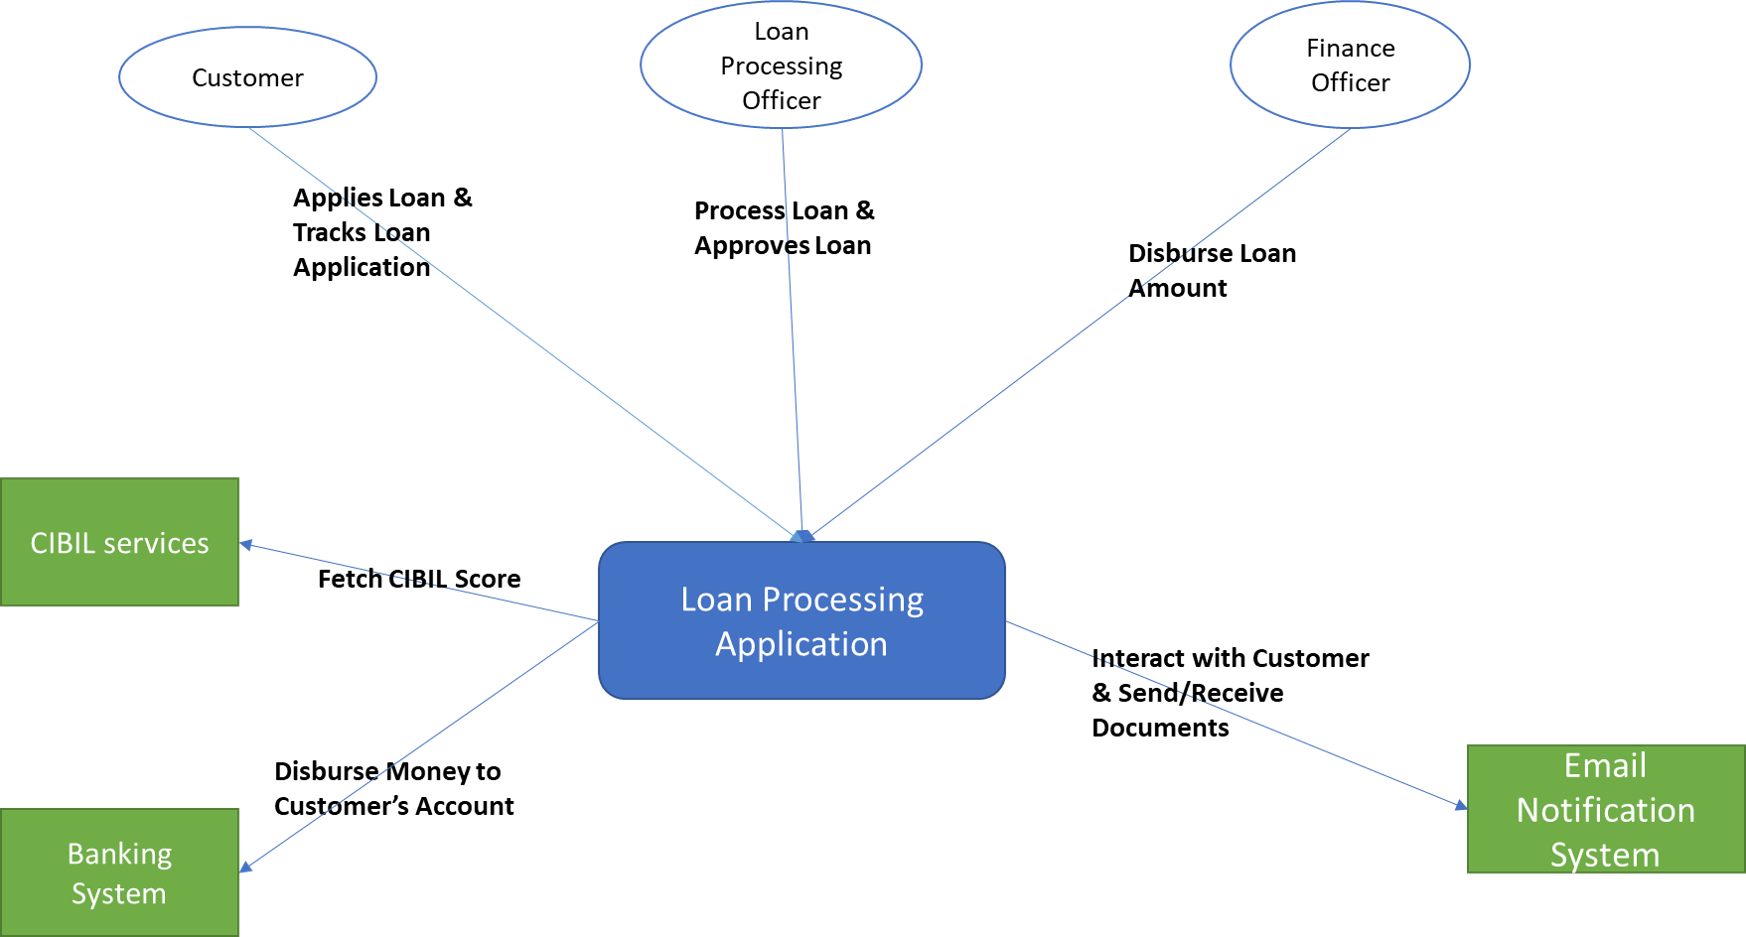 Customer
Loan
Processing
Officer
Finance
Officer
Applies Loan &
Tracks Loan
Application
Process Loan &
Approves Loan
Disburse Loan
Amount
CIBIL services
Fetch CIBIL Score
Loan Processing
Application
Interact with Customer
& Send/Receive
Documents
Disburse Money to
Customer’s Account
Banking
System
Email
Notification
System